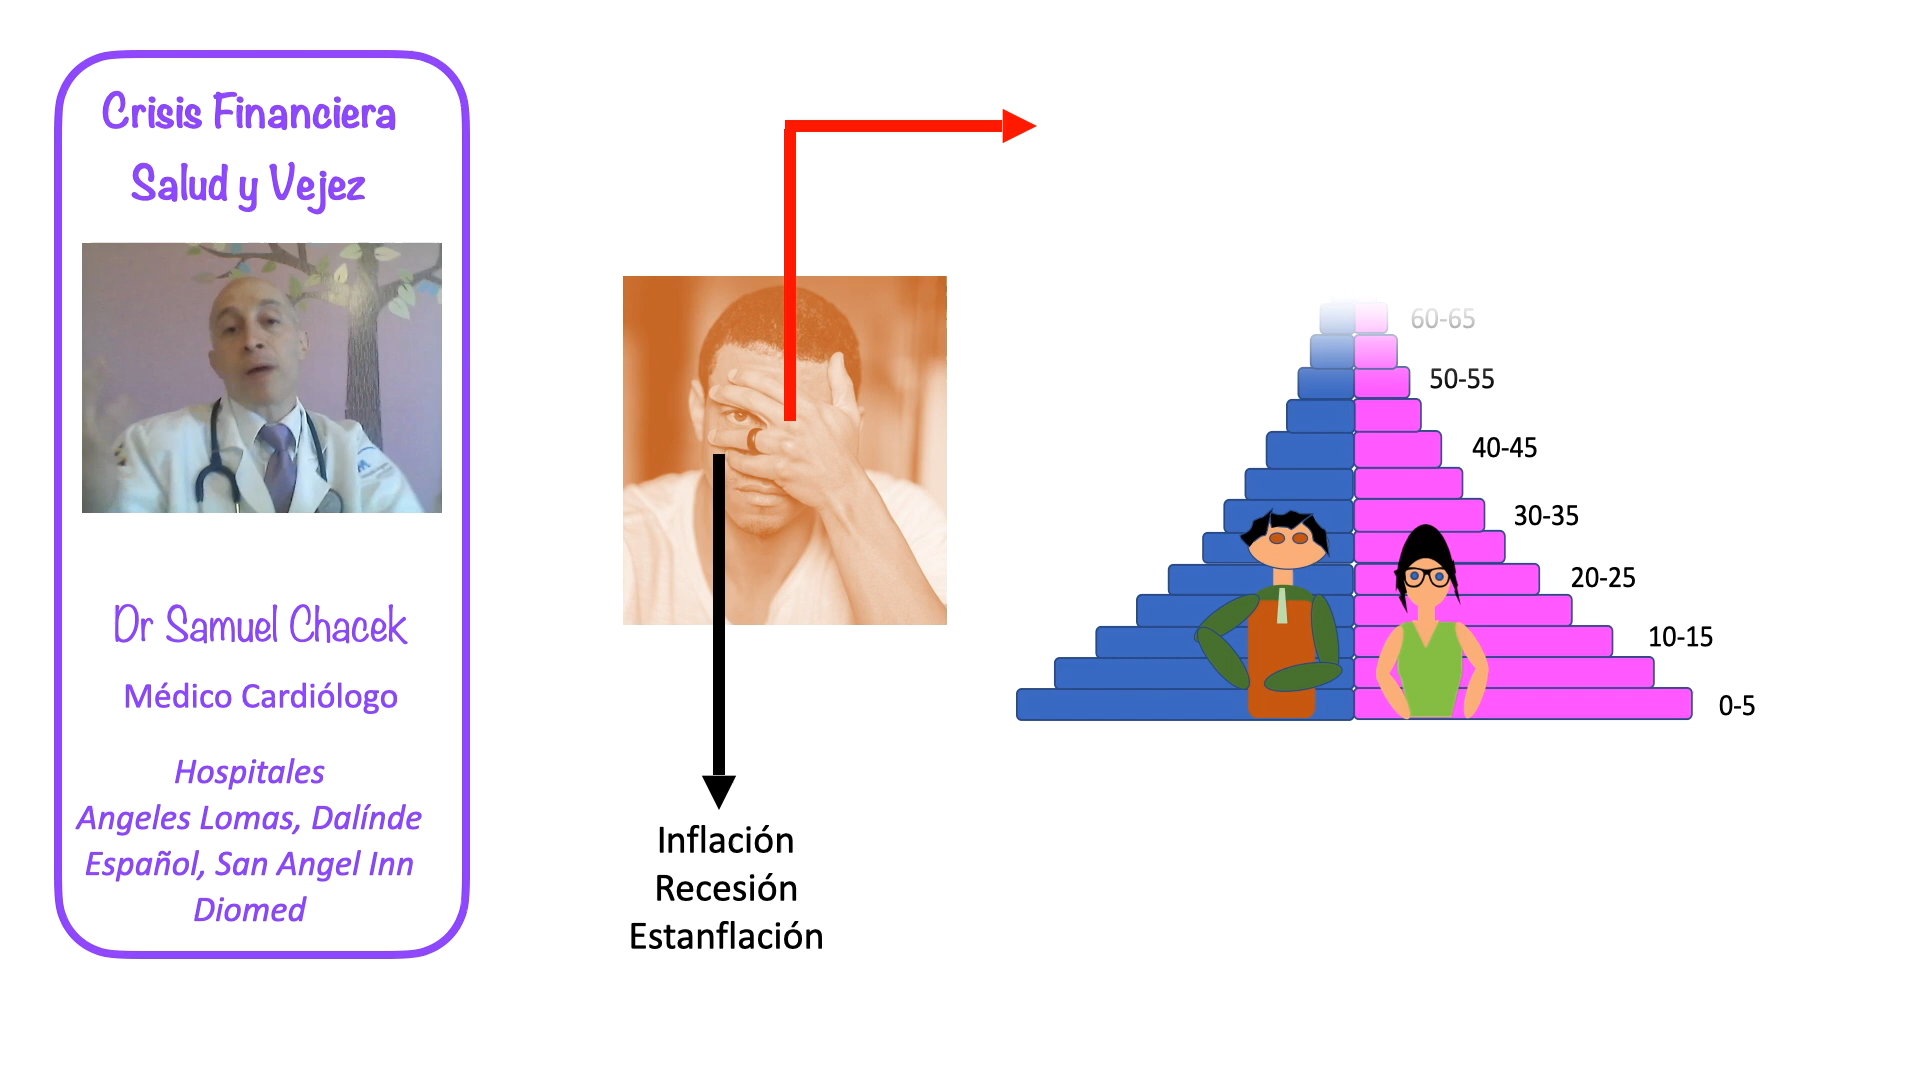 Crisis Financiera
Salud y Vejez
Dr Samuel Chacek
Médico Cardiólogo
Hospitales
Angeles Lomas, Dalínde
Español, San Angel Inn
Diomed
Inflación
Recesión
Estanflación
60-65
50-55
40-45
30-35
20-25
10-15
0-5